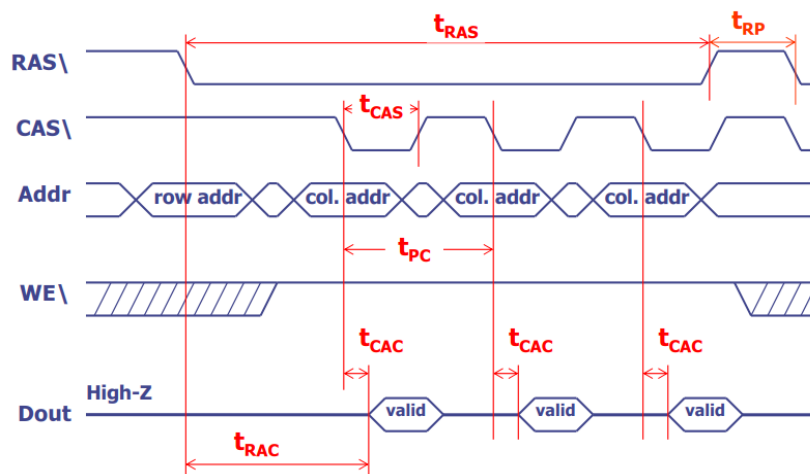 tRAS
tRP
RAS\
tCAS
CAS\
Addr
row addr
col. addr
col. addr
col. addr
tPC
WE\
tCAC
tCAC
tCAC
High-Z
Dout
valid
valid
valid
tRAC